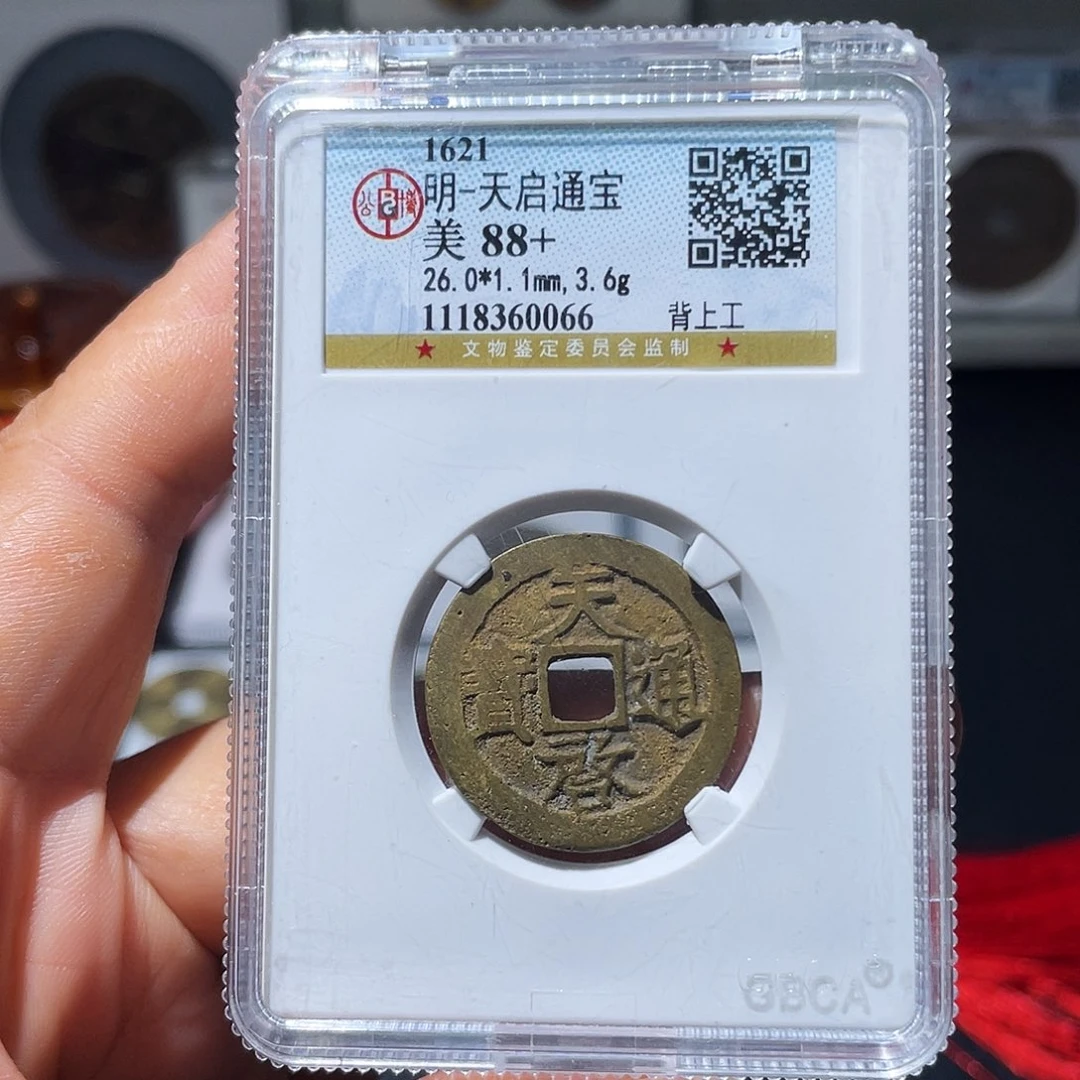 1621
明-天启通宝
美 88+
26.0*1.1mm, 3.6g
1118360066 背上工
★ 文物鉴定委员会监制 ★
天啟通寶
GBCA